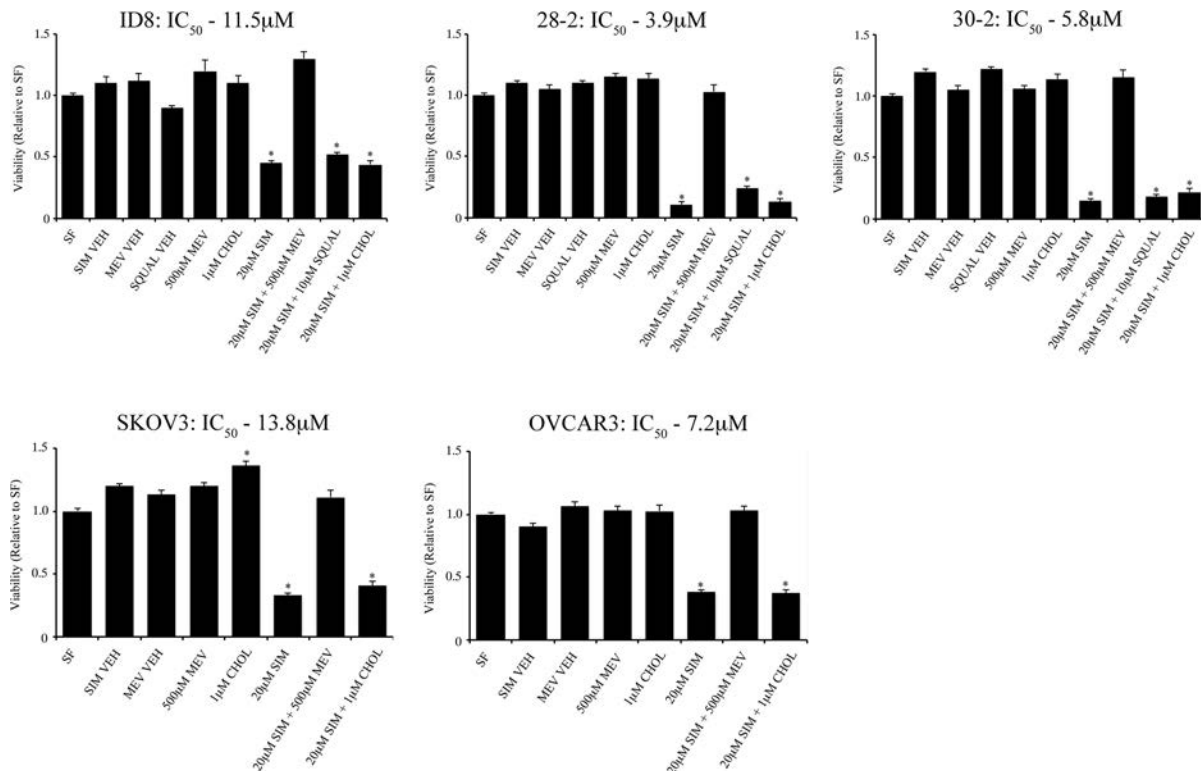 ID8: IC50 - 11.5µM
Viability (Relative to SF)
1.5
1.0
0.5
0
SF
SIM VEH
MEV VEH
SQUAL VEH
500µM MEV
1µM CHOL
20µM SIM
20µM SIM + 500µM MEV
20µM SIM + 10µM SQUAL
20µM SIM + 1µM CHOL
*
*
*
28-2: IC50 - 3.9µM
Viability (Relative to SF)
1.5
1.0
0.5
0
SF
SIM VEH
MEV VEH
SQUAL VEH
500µM MEV
1µM CHOL
20µM SIM
20µM SIM + 500µM MEV
20µM SIM + 10µM SQUAL
20µM SIM + 1µM CHOL
*
*
*
30-2: IC50 - 5.8µM
Viability (Relative to SF)
1.5
1.0
0.5
0
SF
SIM VEH
MEV VEH
SQUAL VEH
500µM MEV
1µM CHOL
20µM SIM
20µM SIM + 500µM MEV
20µM SIM + 10µM SQUAL
20µM SIM + 1µM CHOL
*
*
*
SKOV3: IC50 - 13.8µM
Viability (Relative to SF)
1.5
1.0
0.5
0
SF
SIM VEH
MEV VEH
500µM MEV
1µM CHOL
20µM SIM
20µM SIM + 500µM MEV
20µM SIM + 1µM CHOL
*
*
*
OVCAR3: IC50 - 7.2µM
Viability (Relative to SF)
1.5
1.0
0.5
0
SF
SIM VEH
MEV VEH
500µM MEV
1µM CHOL
20µM SIM
20µM SIM + 500µM MEV
20µM SIM + 1µM CHOL
*
*